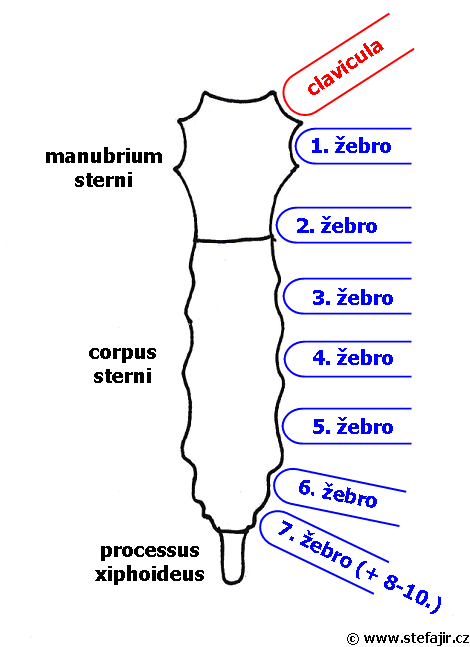 clavicula
1. žebro
manubrium
sterni
2. žebro
3. žebro
corpus
sterni
4. žebro
5. žebro
6. žebro
7. žebro (+ 8-10.)
processus
xiphoideus
© www.stefajir.cz